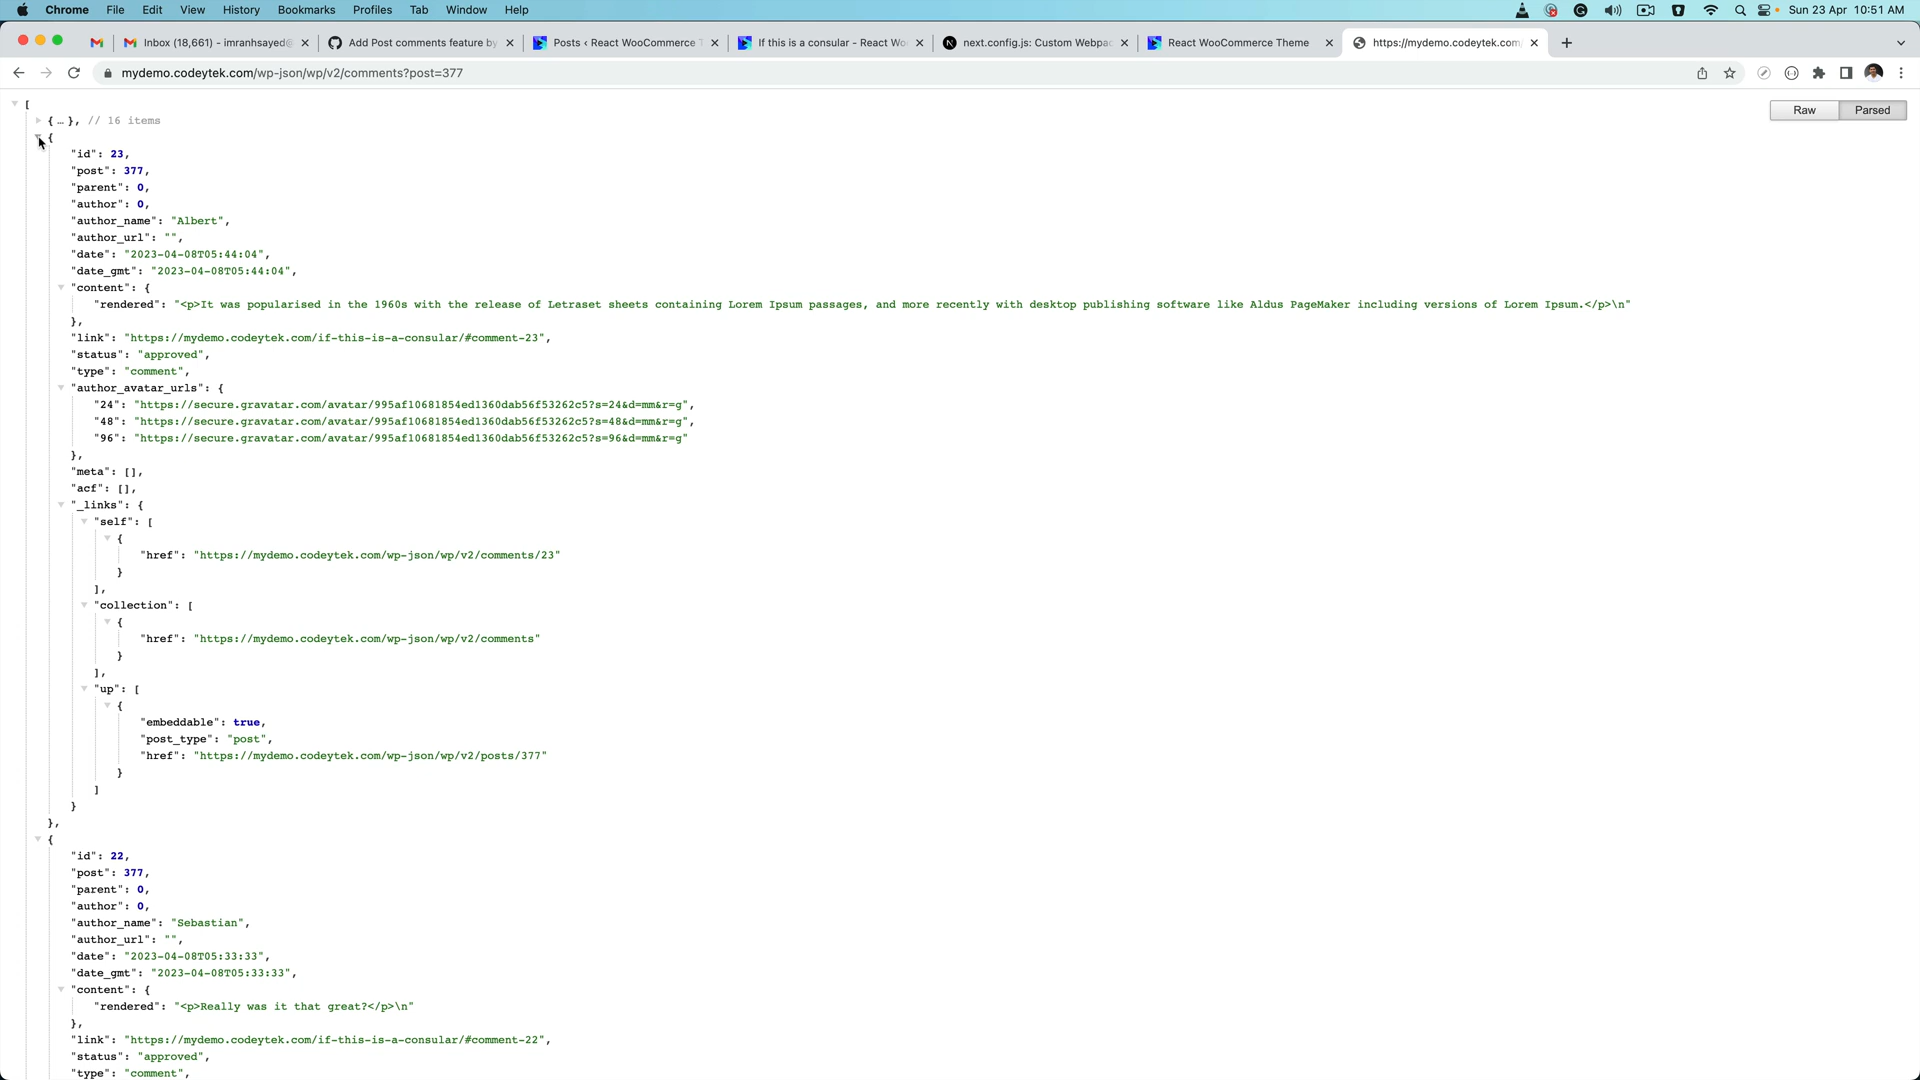 Chrome File Edit View History Bookmarks Profiles Tab Window Help Sun 23 Apr 10:51 AM
Inbox (18,661) - imranhsayed@ Add Post comments feature by Posts ‹ React WooCommerce T If this is a consular - React Wo next.config.js: Custom Webpac React WooCommerce Theme https://mydemo.codeytek.com
mydemo.codeytek.com/wp-json/wp/v2/comments?post=377
Raw Parsed
[
{ … }, // 16 items
{
"id": 23,
"post": 377,
"parent": 0,
"author": 0,
"author_name": "Albert",
"author_url": "",
"date": "2023-04-08T05:44:04",
"date_gmt": "2023-04-08T05:44:04",
"content": {
"rendered": "<p>It was popularised in the 1960s with the release of Letraset sheets containing Lorem Ipsum passages, and more recently with desktop publishing software like Aldus PageMaker including versions of Lorem Ipsum.</p>\n"
},
"link": "https://mydemo.codeytek.com/if-this-is-a-consular/#comment-23",
"status": "approved",
"type": "comment",
"author_avatar_urls": {
"24": "https://secure.gravatar.com/avatar/995af10681854ed1360dab56f53262c5?s=24&d=mm&r=g",
"48": "https://secure.gravatar.com/avatar/995af10681854ed1360dab56f53262c5?s=48&d=mm&r=g",
"96": "https://secure.gravatar.com/avatar/995af10681854ed1360dab56f53262c5?s=96&d=mm&r=g"
},
"meta": [],
"acf": [],
"_links": {
"self": [
{
"href": "https://mydemo.codeytek.com/wp-json/wp/v2/comments/23"
}
],
"collection": [
{
"href": "https://mydemo.codeytek.com/wp-json/wp/v2/comments"
}
],
"up": [
{
"embeddable": true,
"post_type": "post",
"href": "https://mydemo.codeytek.com/wp-json/wp/v2/posts/377"
}
]
}
},
{
"id": 22,
"post": 377,
"parent": 0,
"author": 0,
"author_name": "Sebastian",
"author_url": "",
"date": "2023-04-08T05:33:33",
"date_gmt": "2023-04-08T05:33:33",
"content": {
"rendered": "<p>Really was it that great?</p>\n"
},
"link": "https://mydemo.codeytek.com/if-this-is-a-consular/#comment-22",
"status": "approved",
"type": "comment",